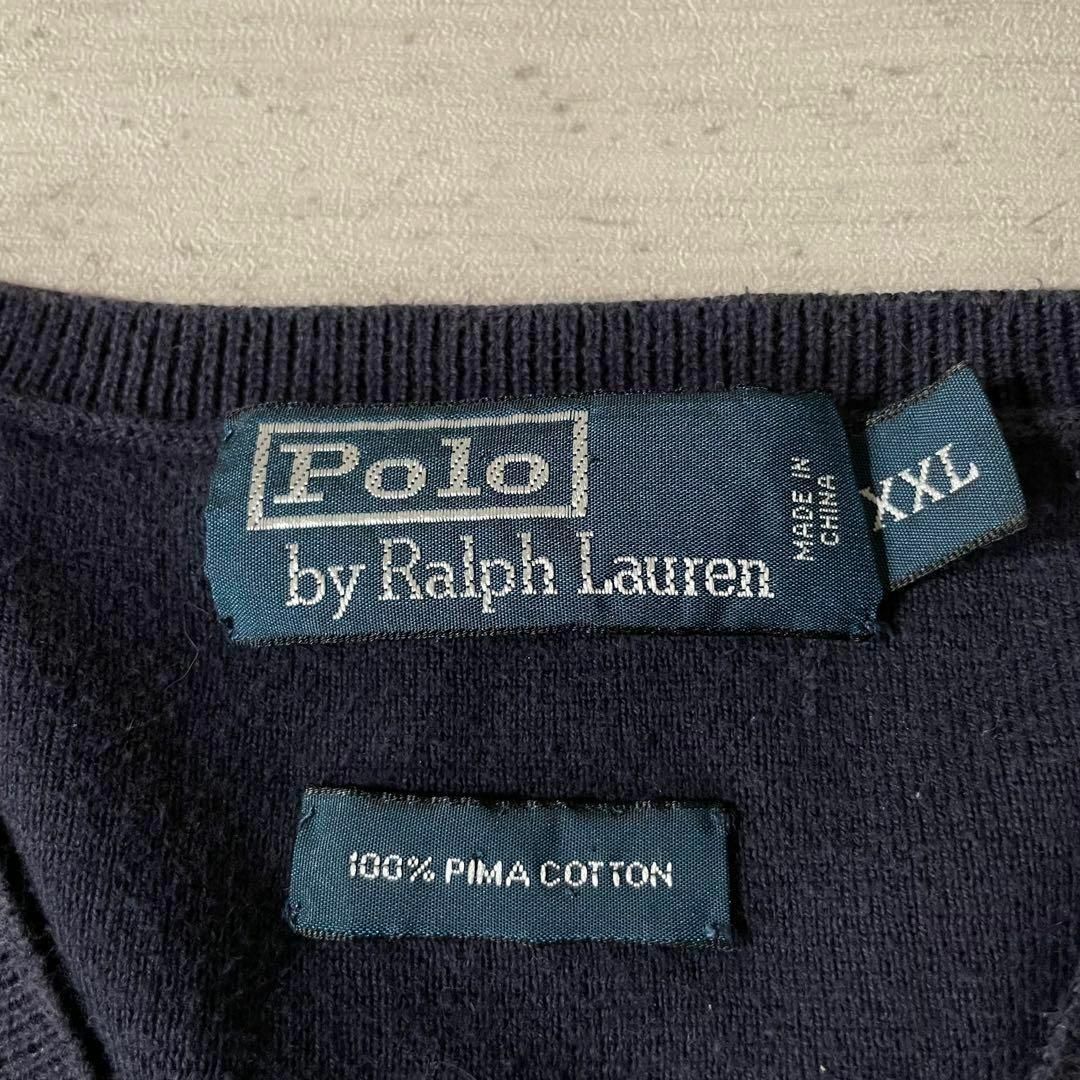 Polo
by Ralph Lauren
MADE IN
CHINA
XXL
100% PIMA COTTON